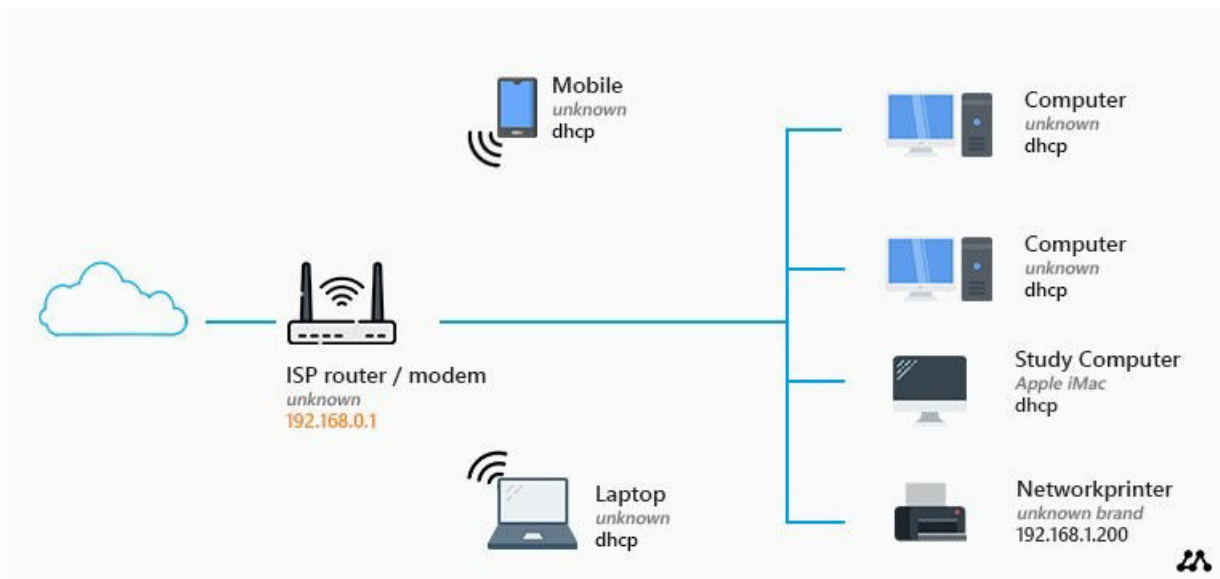 Mobile
unknown
dhcp
Computer
unknown
dhcp
Computer
unknown
dhcp
ISP router / modem
unknown
192.168.0.1
Study Computer
Apple iMac
dhcp
Laptop
unknown
dhcp
Networkprinter
unknown brand
192.168.1.200